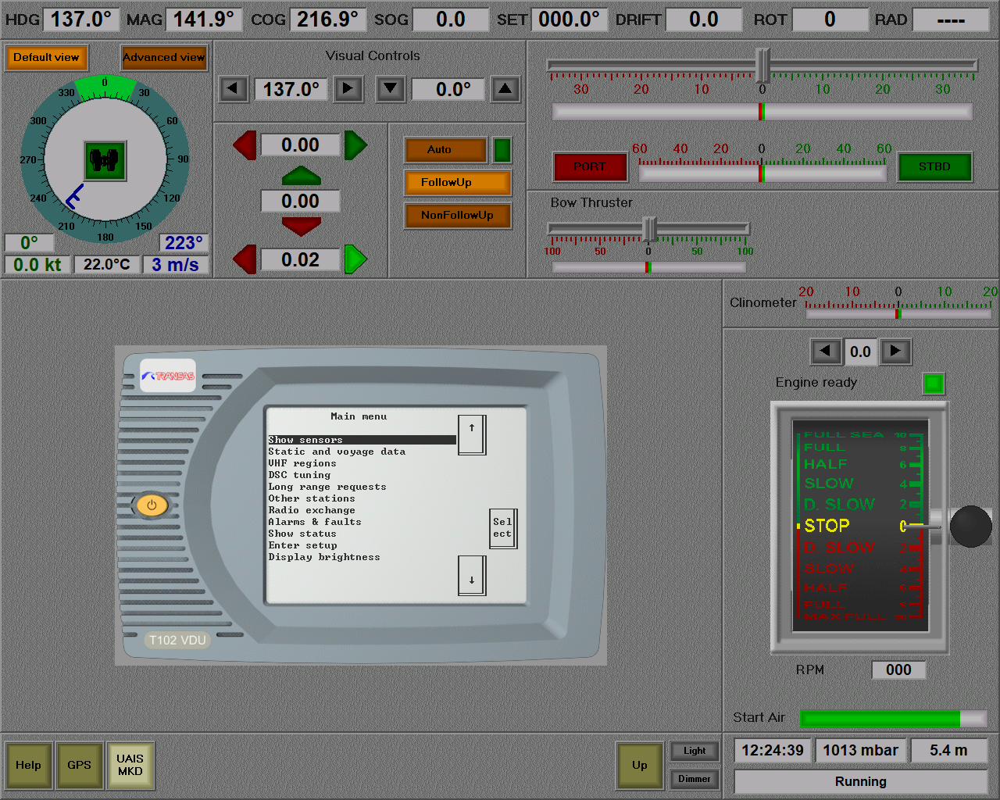 HDG 137.0° MAG 141.9° COG 216.9° SOG 0.0 SET 000.0° DRIFT 0.0 ROT 0 RAD ----
Default view Advanced view
0
330 30
300 60
270 90
240 120
210 150
180
0° 223°
0.0 kt 22.0°C 3 m/s
Visual Controls
137.0° 0.0°
0.00
0.00
0.02
Auto
FollowUp
NonFollowUp
30 20 10 0 10 20 30
60 40 20 0 20 40 60
PORT STBD
Bow Thruster
100 50 0 50 100
Clinometer 20 10 0 10 20
0.0
Engine ready
FULL SEA 10
FULL 8
HALF 6
SLOW 4
D. SLOW 2
STOP 0
D. SLOW 2
SLOW 4
HALF 6
FULL 8
MAX FULL 10
RPM 000
Start Air
TRANSAS
Main menu
↑
Show sensors
Static and voyage data
VHF regions
DSC tuning
Long range requests
Other stations
Radio exchange
Alarms & faults
Show status
Enter setup
Display brightness
Sel
ect
↓
T102 VDU
Help GPS UAIS
MKD
Up
Light
Dimmer
12:24:39 1013 mbar 5.4 m
Running